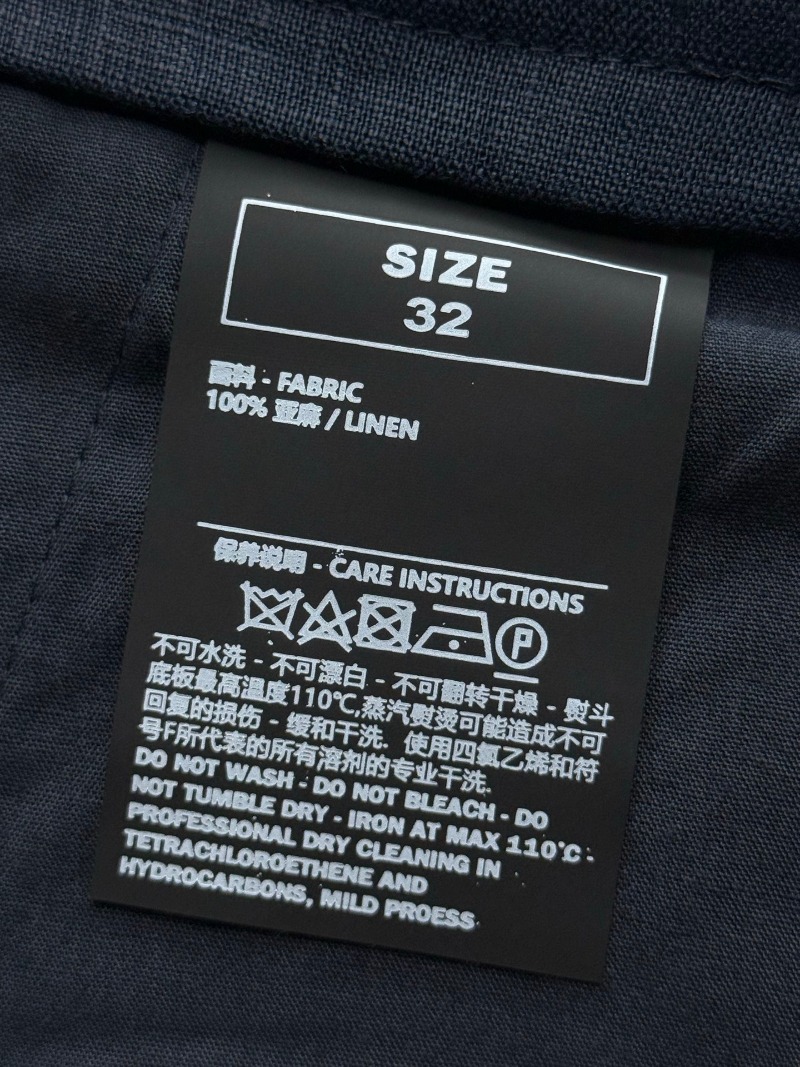 SIZE
32
面料 - FABRIC
100% 亚麻 / LINEN
保养说明 - CARE INSTRUCTIONS
P
不可水洗 - 不可漂白 - 不可翻转干燥 - 熨斗
底板最高温度110℃,蒸汽熨烫可能造成不可
回复的损伤 - 缓和干洗. 使用四氯乙烯和符
号F所代表的所有溶剂的专业干洗.
DO NOT WASH - DO NOT BLEACH - DO
NOT TUMBLE DRY - IRON AT MAX 110℃ -
PROFESSIONAL DRY CLEANING IN
TETRACHLOROETHENE AND
HYDROCARBONS, MILD PROESS.